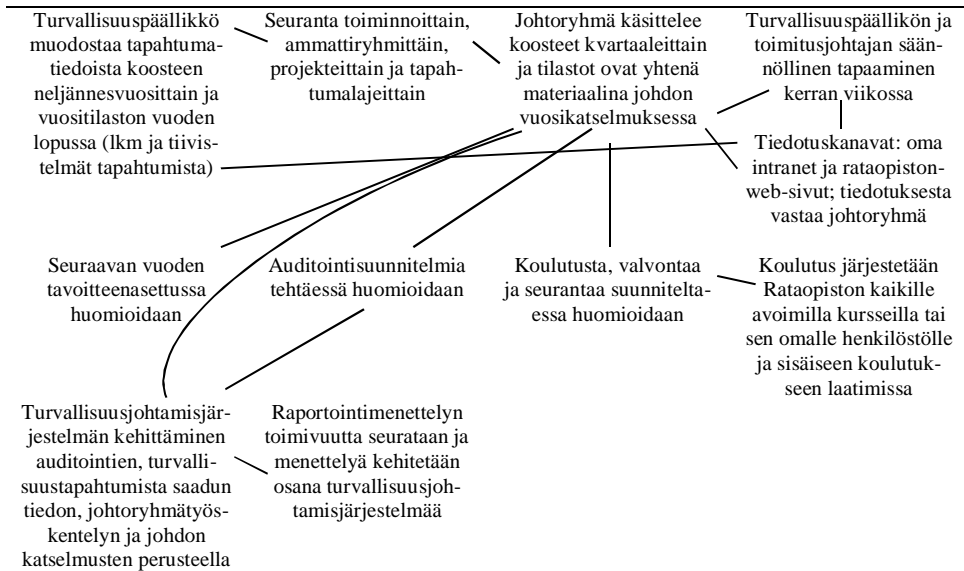 Turvallisuuspäällikkö
muodostaa tapahtuma-
tiedoista koosteen
neljännesvuosittain ja
vuositilaston vuoden
lopussa (lkm ja tiivis-
telmät tapahtumista)
Seuranta toiminnoittain,
ammattiryhmittäin,
projekteittain ja tapah-
tumalajeittain
Johtoryhmä käsittelee
koosteet kvartaaleittain
ja tilastot ovat yhtenä
materiaalina johdon
vuosikatselmuksessa
Turvallisuuspäällikön ja
toimitusjohtajan sään-
nöllinen tapaaminen
kerran viikossa
Tiedotuskanavat: oma
intranet ja rataopiston-
web-sivut; tiedotuksesta
vastaa johtoryhmä
Seuraavan vuoden
tavoitteenasettussa
huomioidaan
Auditointisuunnitelmia
tehtäessä huomioidaan
Koulutusta, valvontaa
ja seurantaa suunnitelta-
essa huomioidaan
Koulutus järjestetään
Rataopiston kaikille
avoimilla kursseilla tai
sen omalle henkilöstölle
ja sisäiseen koulutuk-
seen laatimissa
Turvallisuusjohtamisjär-
jestelmän kehittäminen
auditointien, turvalli-
suustapahtumista saadun
tiedon, johtoryhmätyös-
kentelyn ja johdon
katselmusten perusteella
Raportointimenettelyn
toimivuutta seurataan ja
menettelyä kehitetään
osana turvallisuusjoh-
tamisjärjestelmää